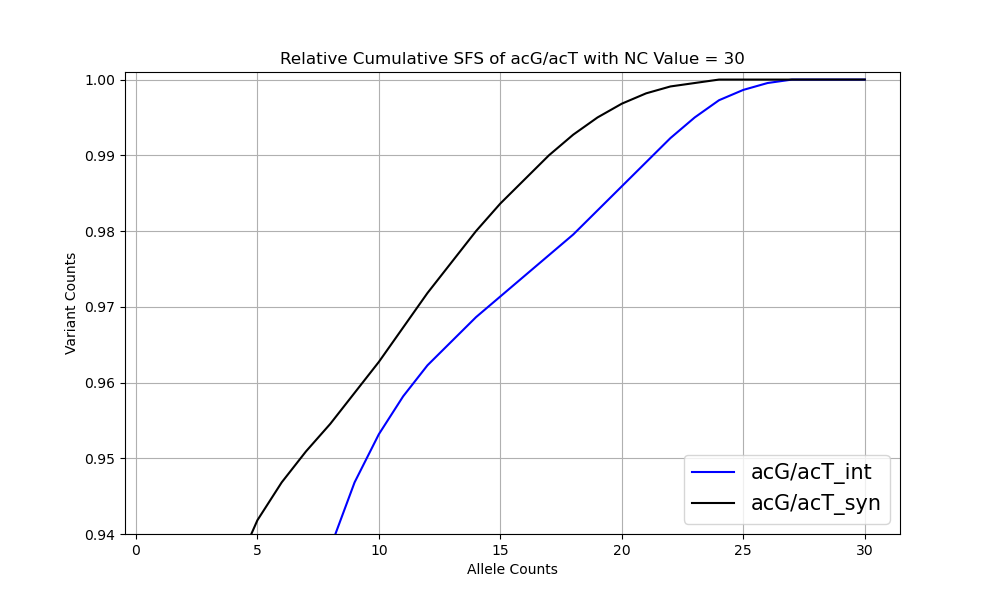 Relative Cumulative SFS of acG/acT with NC Value = 30
1.00
0.99
0.98
0.97
0.96
0.95
0.94
Variant Counts
0 5 10 15 20 25 30
Allele Counts
acG/acT_int
acG/acT_syn